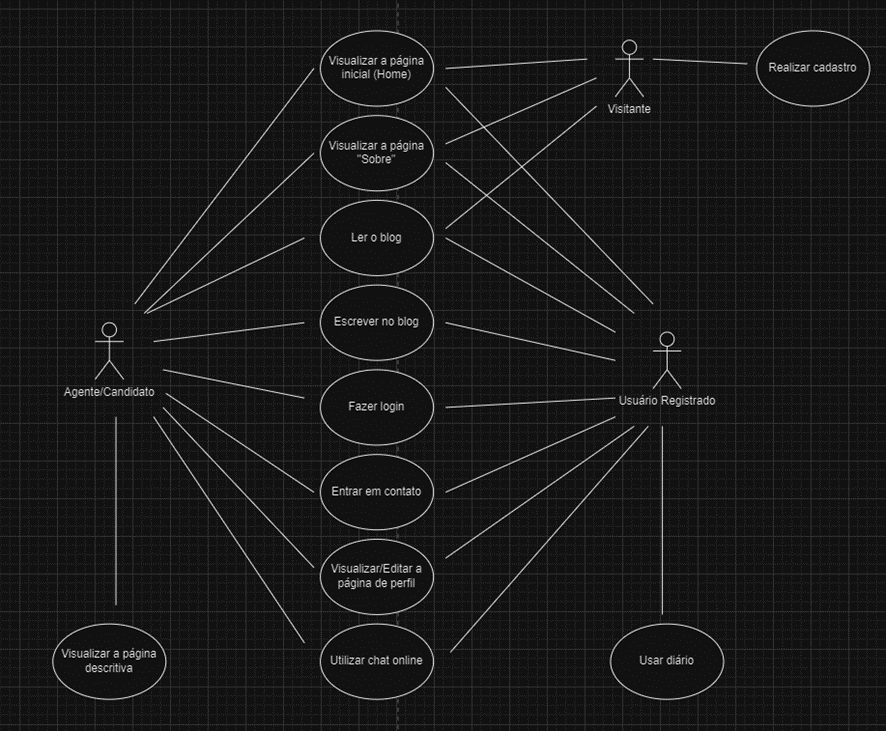 Visualizar a página
inicial (Home)
Visitante
Realizar cadastro
Visualizar a página
"Sobre"
Ler o blog
Escrever no blog
Agente/Candidato
Fazer login
Usuário Registrado
Entrar em contato
Visualizar/Editar a
página de perfil
Visualizar a página
descritiva
Utilizar chat online
Usar diário